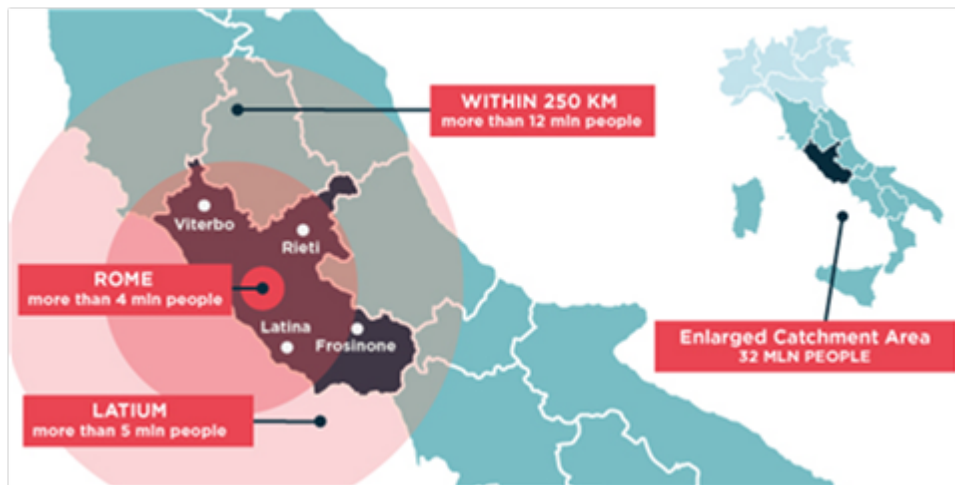 WITHIN 250 KM
more than 12 mln people
Viterbo
Rieti
ROME
more than 4 mln people
Latina
Frosinone
Enlarged Catchment Area
32 MLN PEOPLE
LATIUM
more than 5 mln people